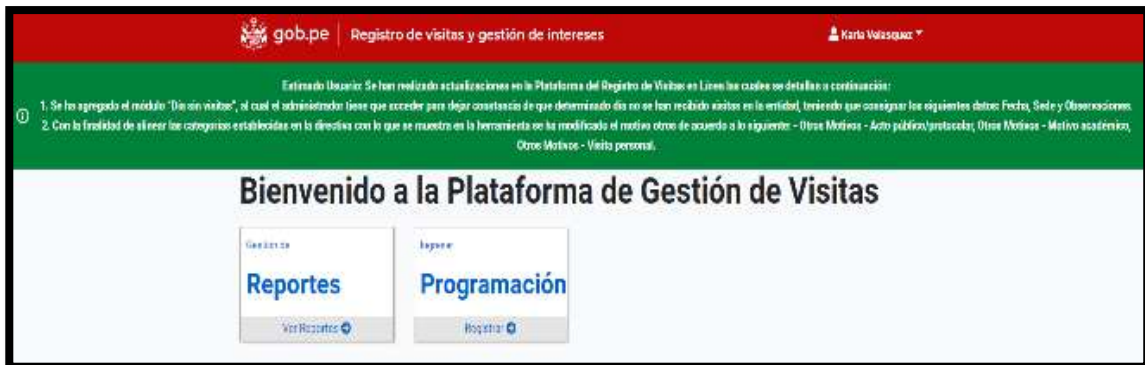 gob.pe | Registro de visitas y gestión de intereses
Karla Velasquez
Estimado Usuario: Se han realizado actualizaciones en la Plataforma del Registro de Visitas en Línea las cuales se detallan a continuación:
1. Se ha agregado el módulo "Día sin visitas", al cual el administrador tiene que acceder para dejar constancia de que determinado día no se han recibido visitas en la entidad, teniendo que consignar los siguientes datos: Fecha, Sede y Observaciones.
2. Con la finalidad de alinear las categorías establecidas en la directiva con lo que se muestra en la herramienta se ha modificado el motivo otros de acuerdo a lo siguiente: - Otros Motivos - Acto público/protocolar, Otros Motivos - Motivo académico,
Otros Motivos - Visita personal.
Bienvenido a la Plataforma de Gestión de Visitas
Gestión de
Reportes
Ver Reportes
Programación
Registrar